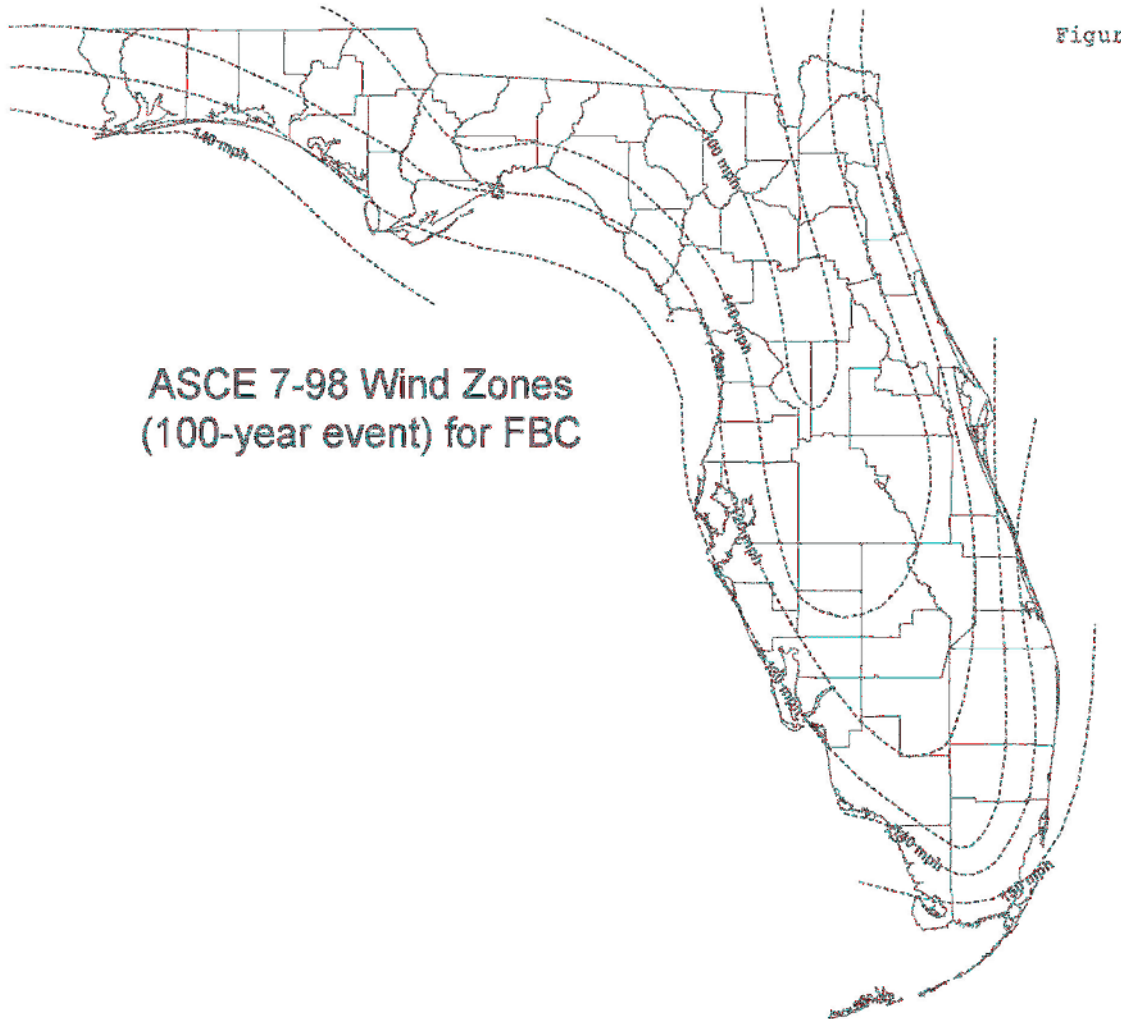 Figur
140 mph
100 mph
110 mph
ASCE 7-98 Wind Zones
(100-year event) for FBC
120 mph
130 mph
140 mph
150 mph